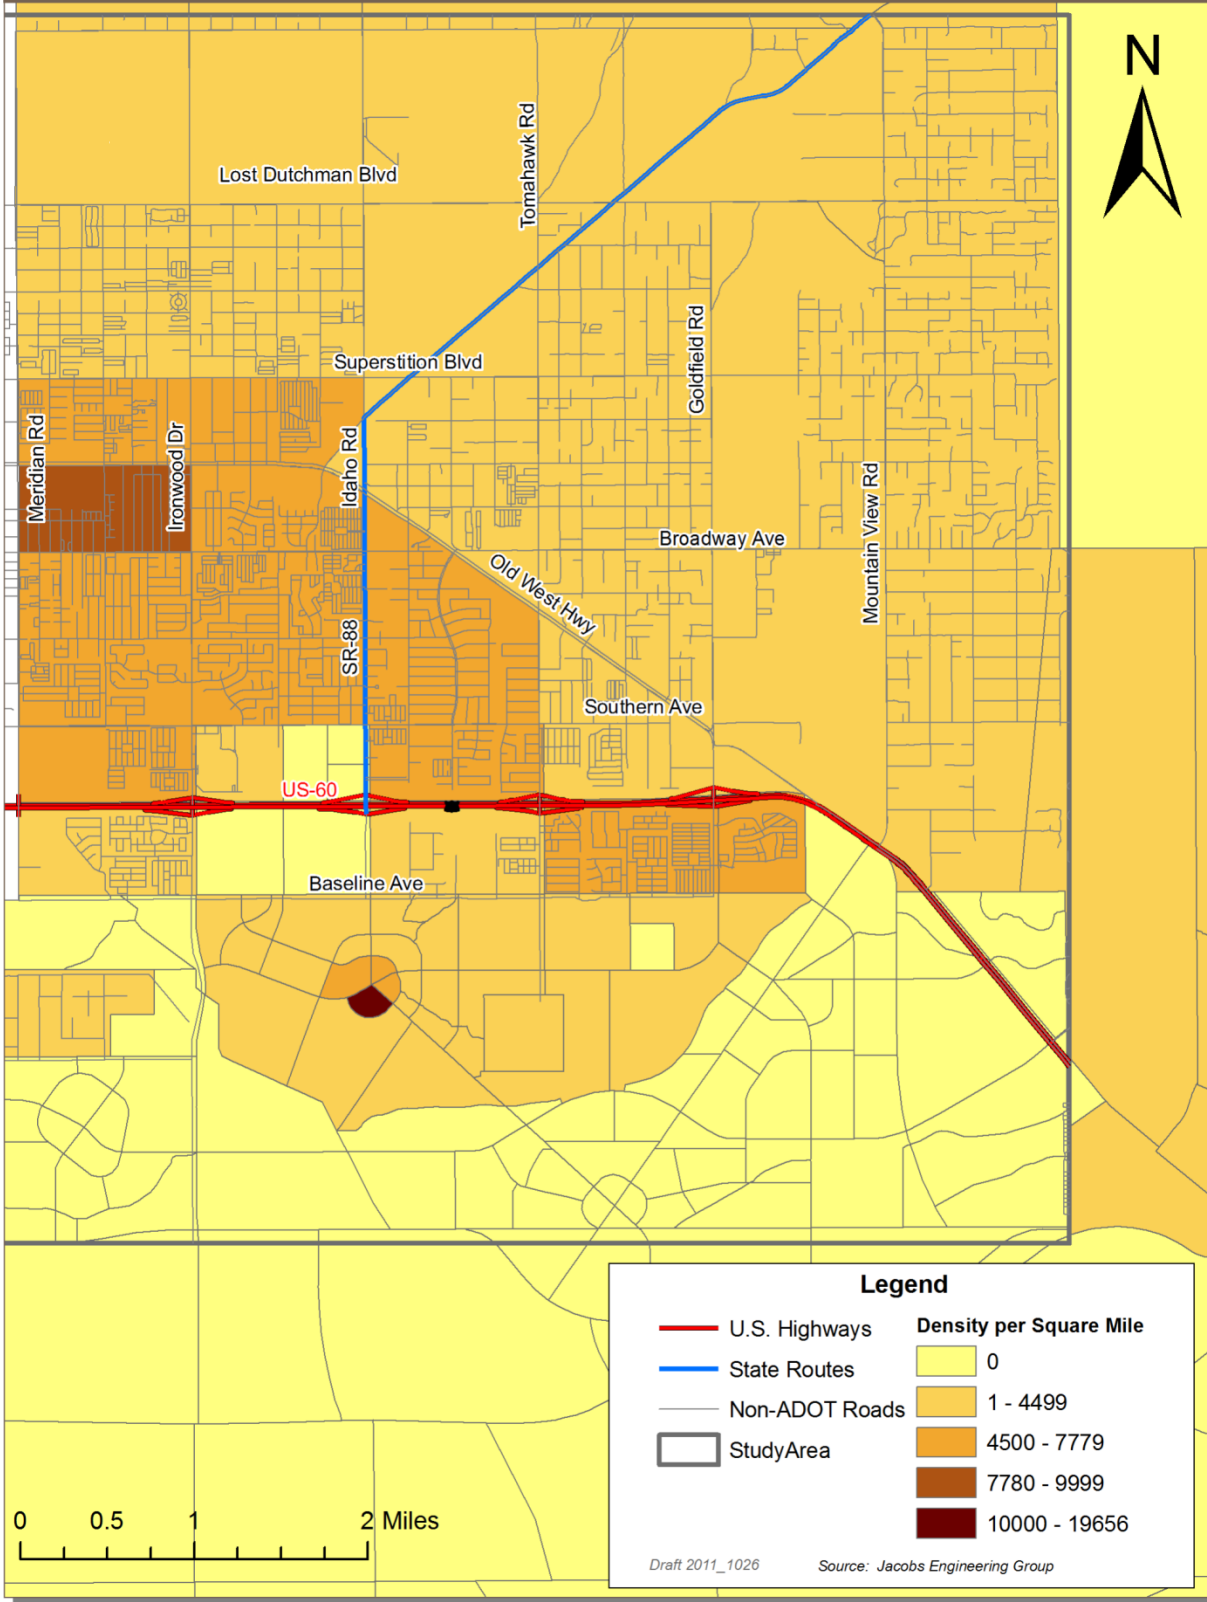 N
Tomahawk Rd
Lost Dutchman Blvd
Goldfield Rd
Superstition Blvd
Meridian Rd
Ironwood Dr
Idaho Rd
Mountain View Rd
Broadway Ave
Old West Hwy
SR-88
Southern Ave
US-60
Baseline Ave
Legend
U.S. Highways
State Routes
Non-ADOT Roads
StudyArea
Density per Square Mile
0
1 - 4499
4500 - 7779
7780 - 9999
10000 - 19656
0 0.5 1 2 Miles
Draft 2011_1026 Source: Jacobs Engineering Group